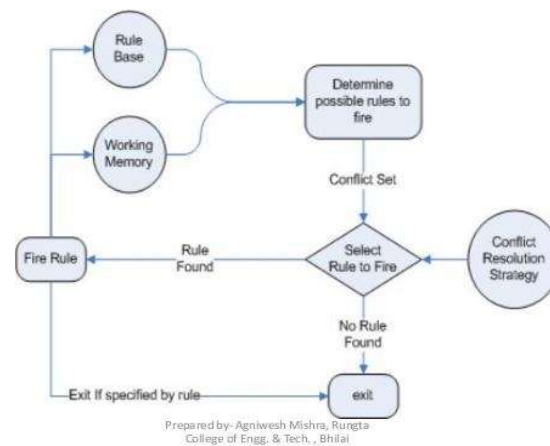 Rule
Base
Determine
possible rules to
fire
Working
Memory
Conflict Set
Rule
Found
Fire Rule
Select
Rule to Fire
Conflict
Resolution
Strategy
No Rule
Found
Exit If specified by rule
exit
Prepared by- Agniwesh Mishra, Rungta
College of Engg. & Tech. , Bhilai